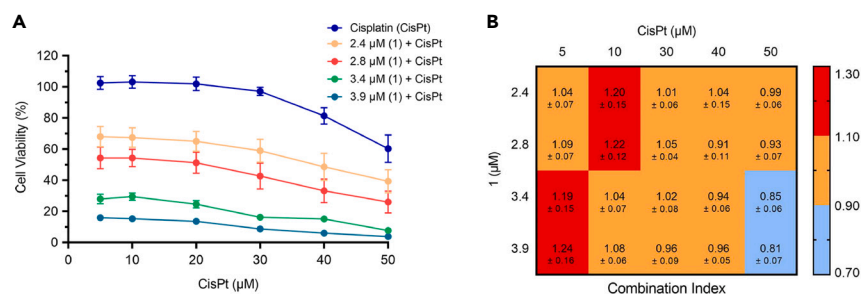 A
Cisplatin (CisPt)
2.4 µM (1) + CisPt
2.8 µM (1) + CisPt
3.4 µM (1) + CisPt
3.9 µM (1) + CisPt
Cell Viability (%)
120
100
80
60
40
20
0
0 10 20 30 40 50
CisPt (µM)
B
CisPt (µM)
5 10 30 40 50
1 (µM)
2.4 1.04 1.20 1.01 1.04 0.99
± 0.07 ± 0.15 ± 0.06 ± 0.15 ± 0.06
2.8 1.09 1.22 1.05 0.91 0.93
± 0.07 ± 0.12 ± 0.04 ± 0.11 ± 0.07
3.4 1.19 1.04 1.02 0.94 0.85
± 0.15 ± 0.07 ± 0.08 ± 0.06 ± 0.06
3.9 1.24 1.08 0.96 0.96 0.81
± 0.16 ± 0.06 ± 0.09 ± 0.05 ± 0.07
Combination Index
1.30
1.10
0.90
0.70